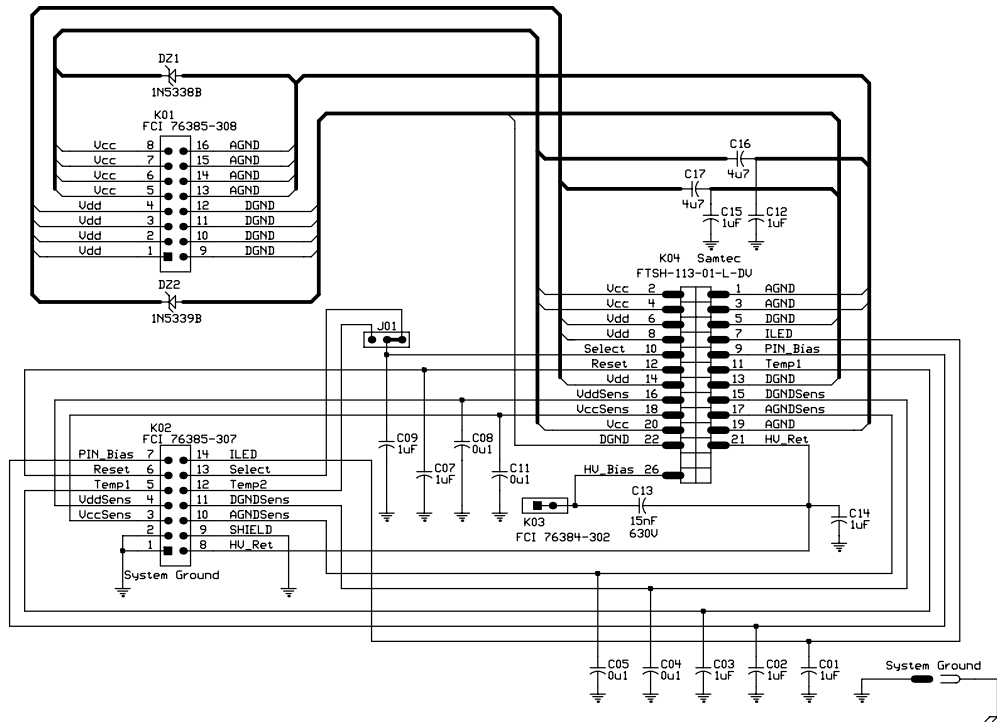 DZ1
1N5338B
K01
FCI 76385-308
Vcc 8 16 AGND
Vcc 7 15 AGND
Vcc 6 14 AGND
Vcc 5 13 AGND
Vdd 4 12 DGND
Vdd 3 11 DGND
Vdd 2 10 DGND
Vdd 1 9 DGND
DZ2
1N5339B
C16
4u7
C17
4u7
C15
1uF
C12
1uF
K04 Samtec
FTSH-113-01-L-DV
Vcc 2 1 AGND
Vcc 4 3 AGND
Vdd 6 5 DGND
Vdd 8 7 ILED
Select 10 9 PIN_Bias
Reset 12 11 Temp1
Vdd 14 13 DGND
VddSens 16 15 DGNDSens
VccSens 18 17 AGNDSens
Vcc 20 19 AGND
DGND 22 21 HV_Ret
HV_Bias 26
J01
K02
FCI 76385-307
PIN_Bias 7 14 ILED
Reset 6 13 Select
Temp1 5 12 Temp2
VddSens 4 11 DGNDSens
VccSens 3 10 AGNDSens
2 9 SHIELD
1 8 HV_Ret
System Ground
C09
1uF
C07
1uF
C08
0u1
C11
0u1
K03
FCI 76384-302
C13
15nF
630V
C14
1uF
C05
0u1
C04
0u1
C03
1uF
C02
1uF
C01
1uF
System Ground